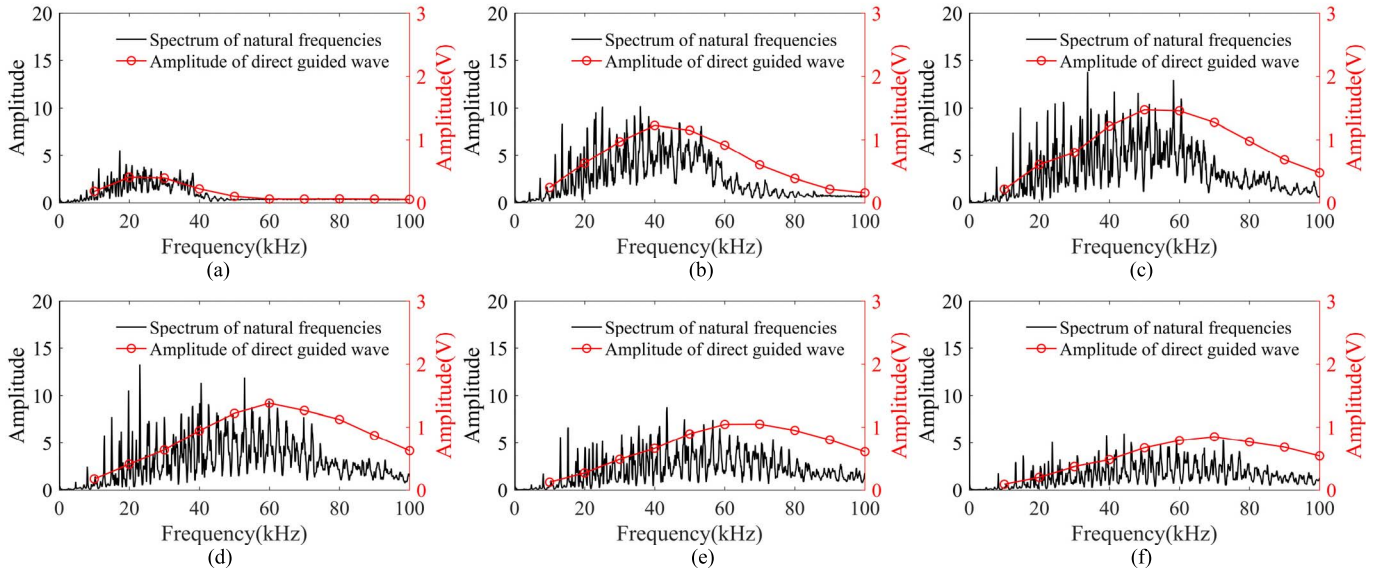 20
15
10
5
0
Amplitude
Spectrum of natural frequencies
Amplitude of direct guided wave
3
2
1
0
Amplitude(V)
0 20 40 60 80 100
Frequency(kHz)
(a)
20
15
10
5
0
Amplitude
Spectrum of natural frequencies
Amplitude of direct guided wave
3
2
1
0
Amplitude(V)
0 20 40 60 80 100
Frequency(kHz)
(b)
20
15
10
5
0
Amplitude
Spectrum of natural frequencies
Amplitude of direct guided wave
3
2
1
0
Amplitude(V)
0 20 40 60 80 100
Frequency(kHz)
(c)
20
15
10
5
0
Amplitude
Spectrum of natural frequencies
Amplitude of direct guided wave
3
2
1
0
Amplitude(V)
0 20 40 60 80 100
Frequency(kHz)
(d)
20
15
10
5
0
Amplitude
Spectrum of natural frequencies
Amplitude of direct guided wave
3
2
1
0
Amplitude(V)
0 20 40 60 80 100
Frequency(kHz)
(e)
20
15
10
5
0
Amplitude
Spectrum of natural frequencies
Amplitude of direct guided wave
3
2
1
0
Amplitude(V)
0 20 40 60 80 100
Frequency(kHz)
(f)